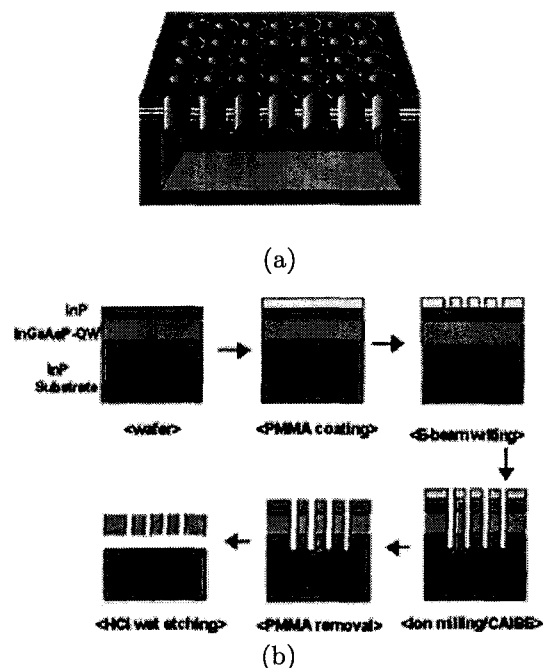 (a)
InP
InGaAsP-QW
InP
Substrate
<wafer>
<PMMA coating>
<E-beam writing>
<HCl wet etching>
<PMMA removal>
<Ion milling/CAIBE>
(b)